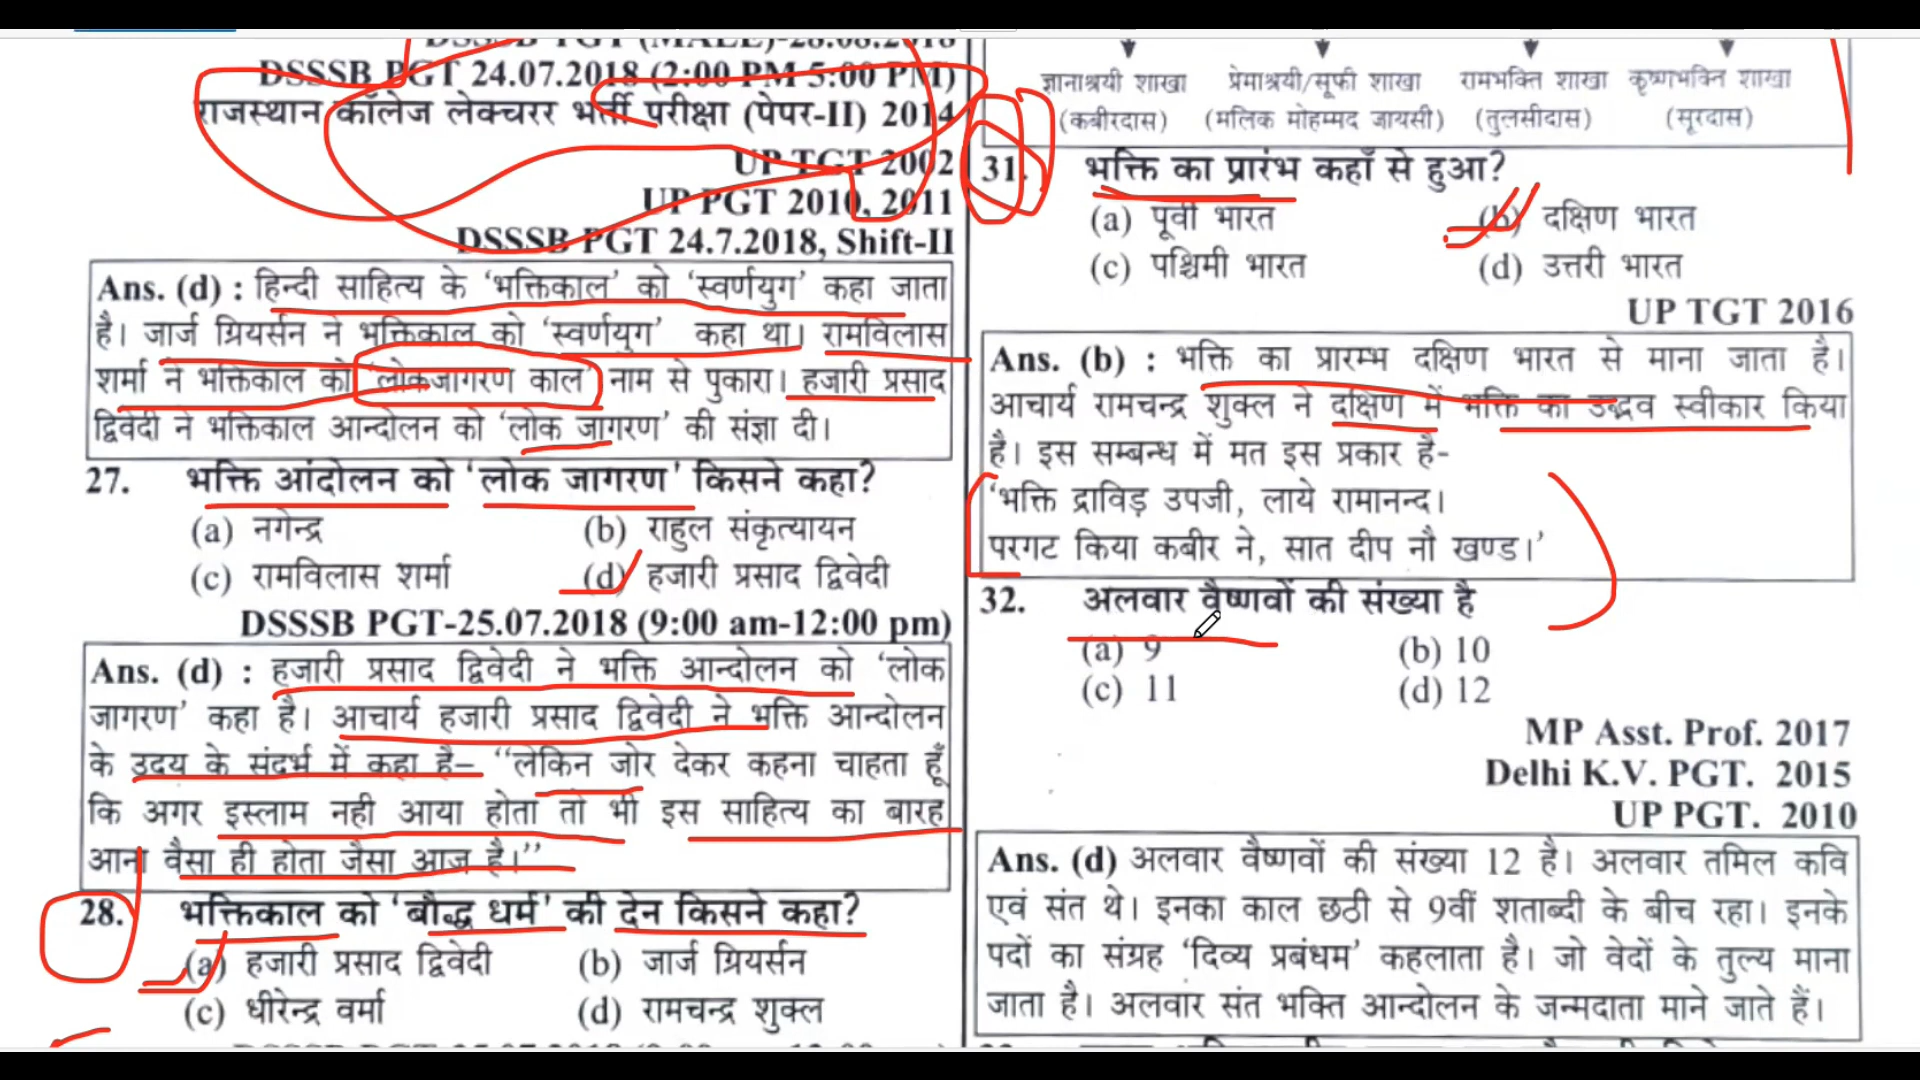 DSSSB TGT (MALE)-28.08.2018
DSSSB PGT 24.07.2018 (2:00 PM-5:00 PM)
राजस्थान कॉलेज लेक्चरर भर्ती परीक्षा (पेपर-II) 2014
UP TGT 2002
UP PGT 2010, 2011
DSSSB PGT 24.7.2018, Shift-II
Ans. (d) : हिन्दी साहित्य के ‘भक्तिकाल’ को ‘स्वर्णयुग’ कहा जाता
है। जार्ज ग्रियर्सन ने भक्तिकाल को ‘स्वर्णयुग’ कहा था। रामविलास
शर्मा ने भक्तिकाल को ‘लोकजागरण काल’ नाम से पुकारा। हजारी प्रसाद
द्विवेदी ने भक्तिकाल आन्दोलन को ‘लोक जागरण’ की संज्ञा दी।
27. भक्ति आंदोलन को ‘लोक जागरण’ किसने कहा?
(a) नगेन्द्र (b) राहुल संकृत्यायन
(c) रामविलास शर्मा (d) हजारी प्रसाद द्विवेदी
DSSSB PGT-25.07.2018 (9:00 am-12:00 pm)
Ans. (d) : हजारी प्रसाद द्विवेदी ने भक्ति आन्दोलन को ‘लोक
जागरण’ कहा है। आचार्य हजारी प्रसाद द्विवेदी ने भक्ति आन्दोलन
के उदय के संदर्भ में कहा है– “लेकिन जोर देकर कहना चाहता हूँ
कि अगर इस्लाम नही आया होता तो भी इस साहित्य का बारह
आना वैसा ही होता जैसा आज है।”
28. भक्तिकाल को ‘बौद्ध धर्म’ की देन किसने कहा?
(a) हजारी प्रसाद द्विवेदी (b) जार्ज ग्रियर्सन
(c) धीरेन्द्र वर्मा (d) रामचन्द्र शुक्ल
ज्ञानाश्रयी शाखा प्रेमाश्रयी/सूफी शाखा रामभक्ति शाखा कृष्णभक्ति शाखा
(कबीरदास) (मलिक मोहम्मद जायसी) (तुलसीदास) (सूरदास)
31. भक्ति का प्रारंभ कहाँ से हुआ?
(a) पूर्वी भारत (b) दक्षिण भारत
(c) पश्चिमी भारत (d) उत्तरी भारत
UP TGT 2016
Ans. (b) : भक्ति का प्रारम्भ दक्षिण भारत से माना जाता है।
आचार्य रामचन्द्र शुक्ल ने दक्षिण में भक्ति का उद्भव स्वीकार किया
है। इस सम्बन्ध में मत इस प्रकार है-
‘भक्ति द्राविड़ उपजी, लाये रामानन्द।
परगट किया कबीर ने, सात दीप नौ खण्ड।’
32. अलवार वैष्णवों की संख्या है
(a) 9 (b) 10
(c) 11 (d) 12
MP Asst. Prof. 2017
Delhi K.V. PGT. 2015
UP PGT. 2010
Ans. (d) अलवार वैष्णवों की संख्या 12 है। अलवार तमिल कवि
एवं संत थे। इनका काल छठी से 9वीं शताब्दी के बीच रहा। इनके
पदों का संग्रह ‘दिव्य प्रबंधम’ कहलाता है। जो वेदों के तुल्य माना
जाता है। अलवार संत भक्ति आन्दोलन के जन्मदाता माने जाते हैं।